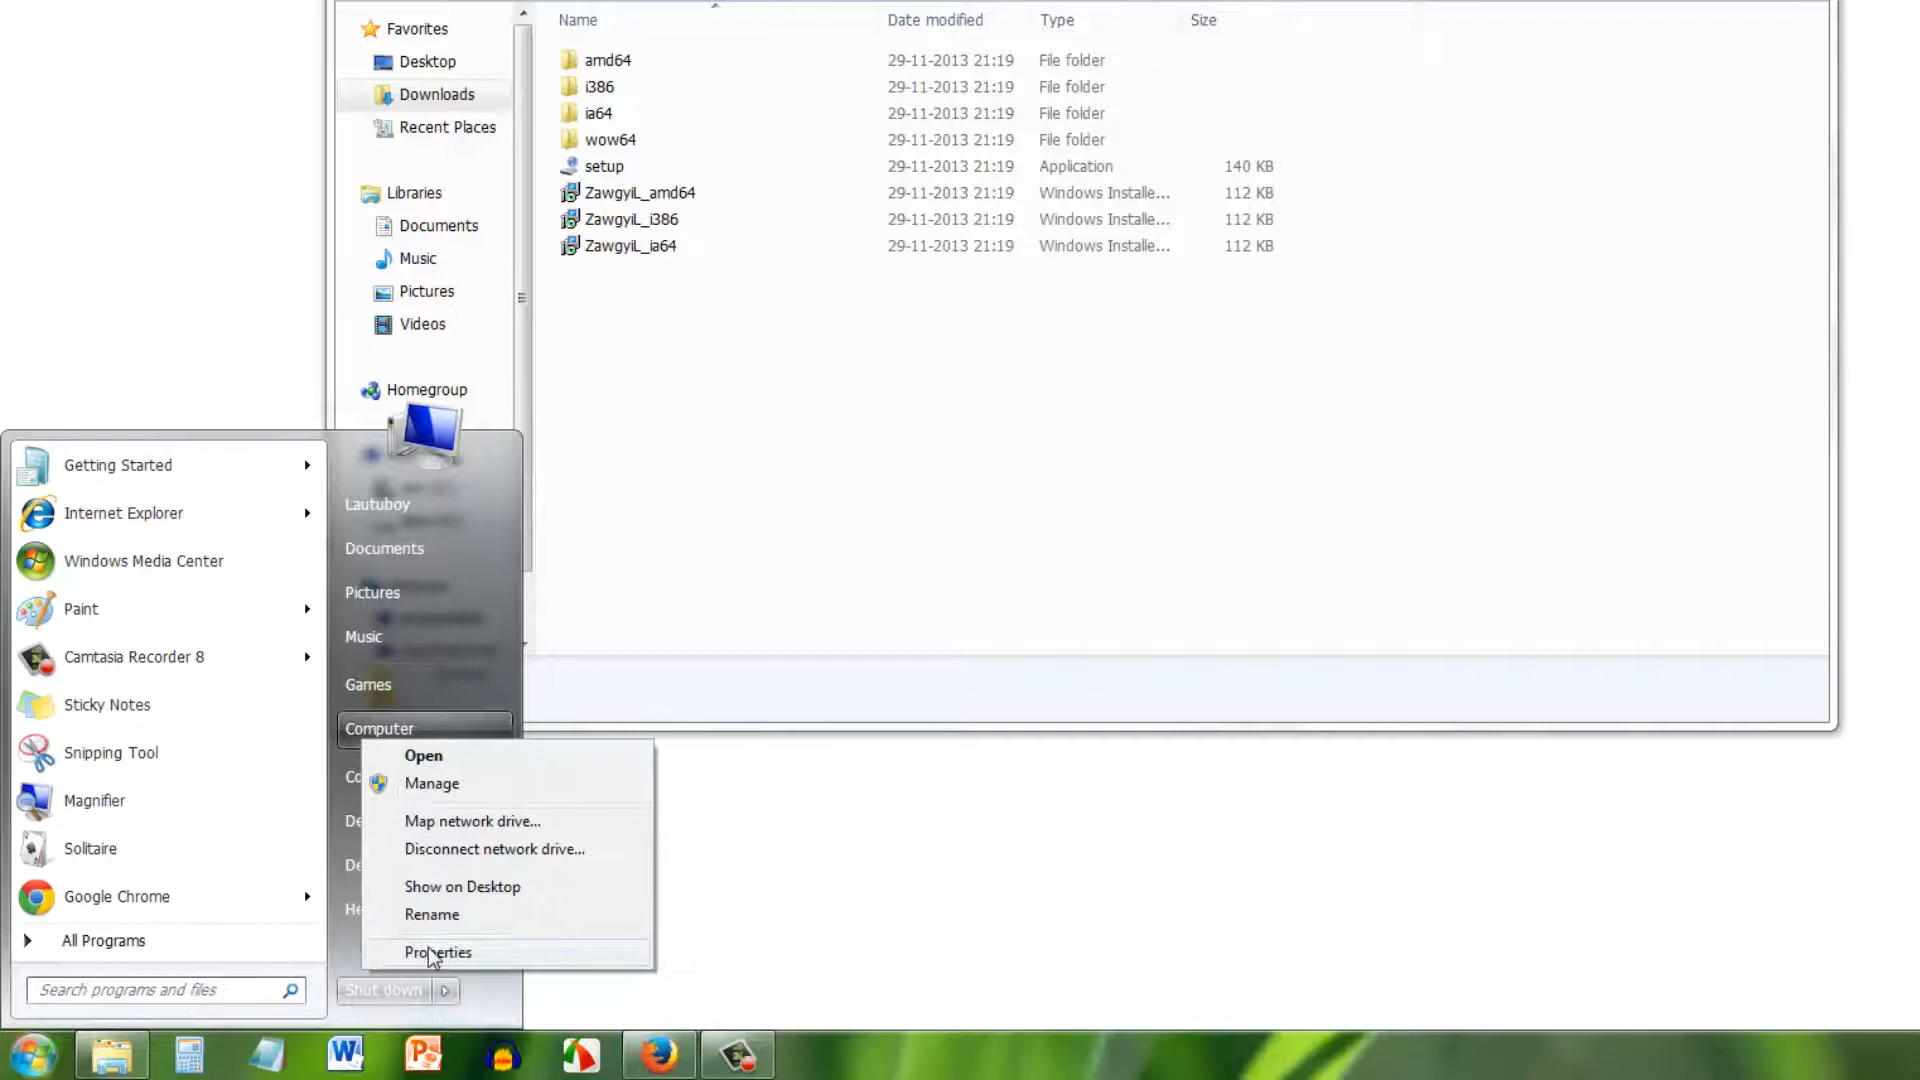 Name Date modified Type Size
Favorites
Desktop
Downloads
Recent Places
Libraries
Documents
Music
Pictures
Videos
Homegroup
amd64 29-11-2013 21:19 File folder
i386 29-11-2013 21:19 File folder
ia64 29-11-2013 21:19 File folder
wow64 29-11-2013 21:19 File folder
setup 29-11-2013 21:19 Application 140 KB
ZawgyiL_amd64 29-11-2013 21:19 Windows Installe... 112 KB
ZawgyiL_i386 29-11-2013 21:19 Windows Installe... 112 KB
ZawgyiL_ia64 29-11-2013 21:19 Windows Installe... 112 KB
Getting Started
Internet Explorer
Windows Media Center
Paint
Camtasia Recorder 8
Sticky Notes
Snipping Tool
Magnifier
Solitaire
Google Chrome
All Programs
Search programs and files
Lautuboy
Documents
Pictures
Music
Games
Computer
Co
De
De
He
Shut down
Open
Manage
Map network drive...
Disconnect network drive...
Show on Desktop
Rename
Properties